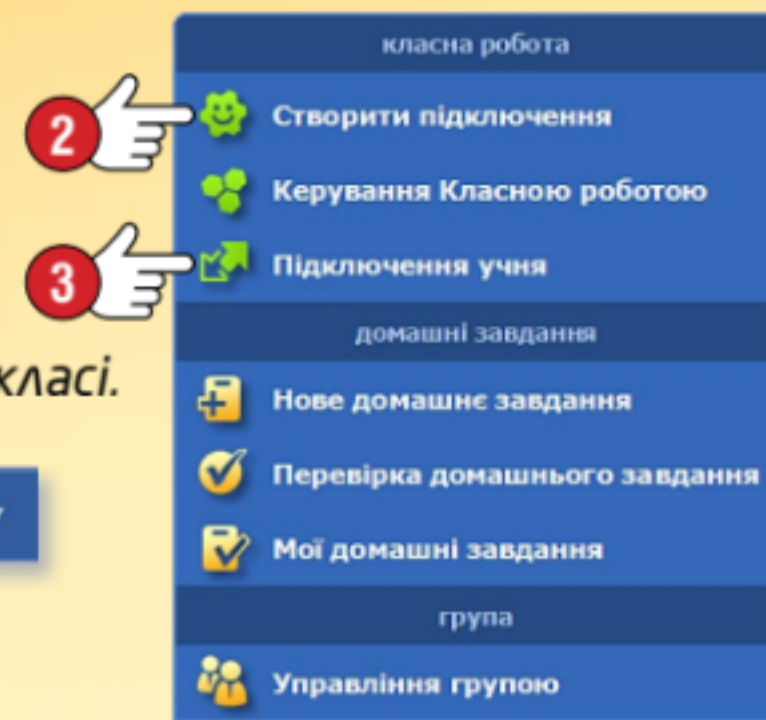 класна робота
2
Створити підключення
Керування Класною роботою
3
Підключення учня
домашні завдання
класі.
Нове домашнє завдання
Перевірка домашнього завдання
Мої домашні завдання
група
Управління групою